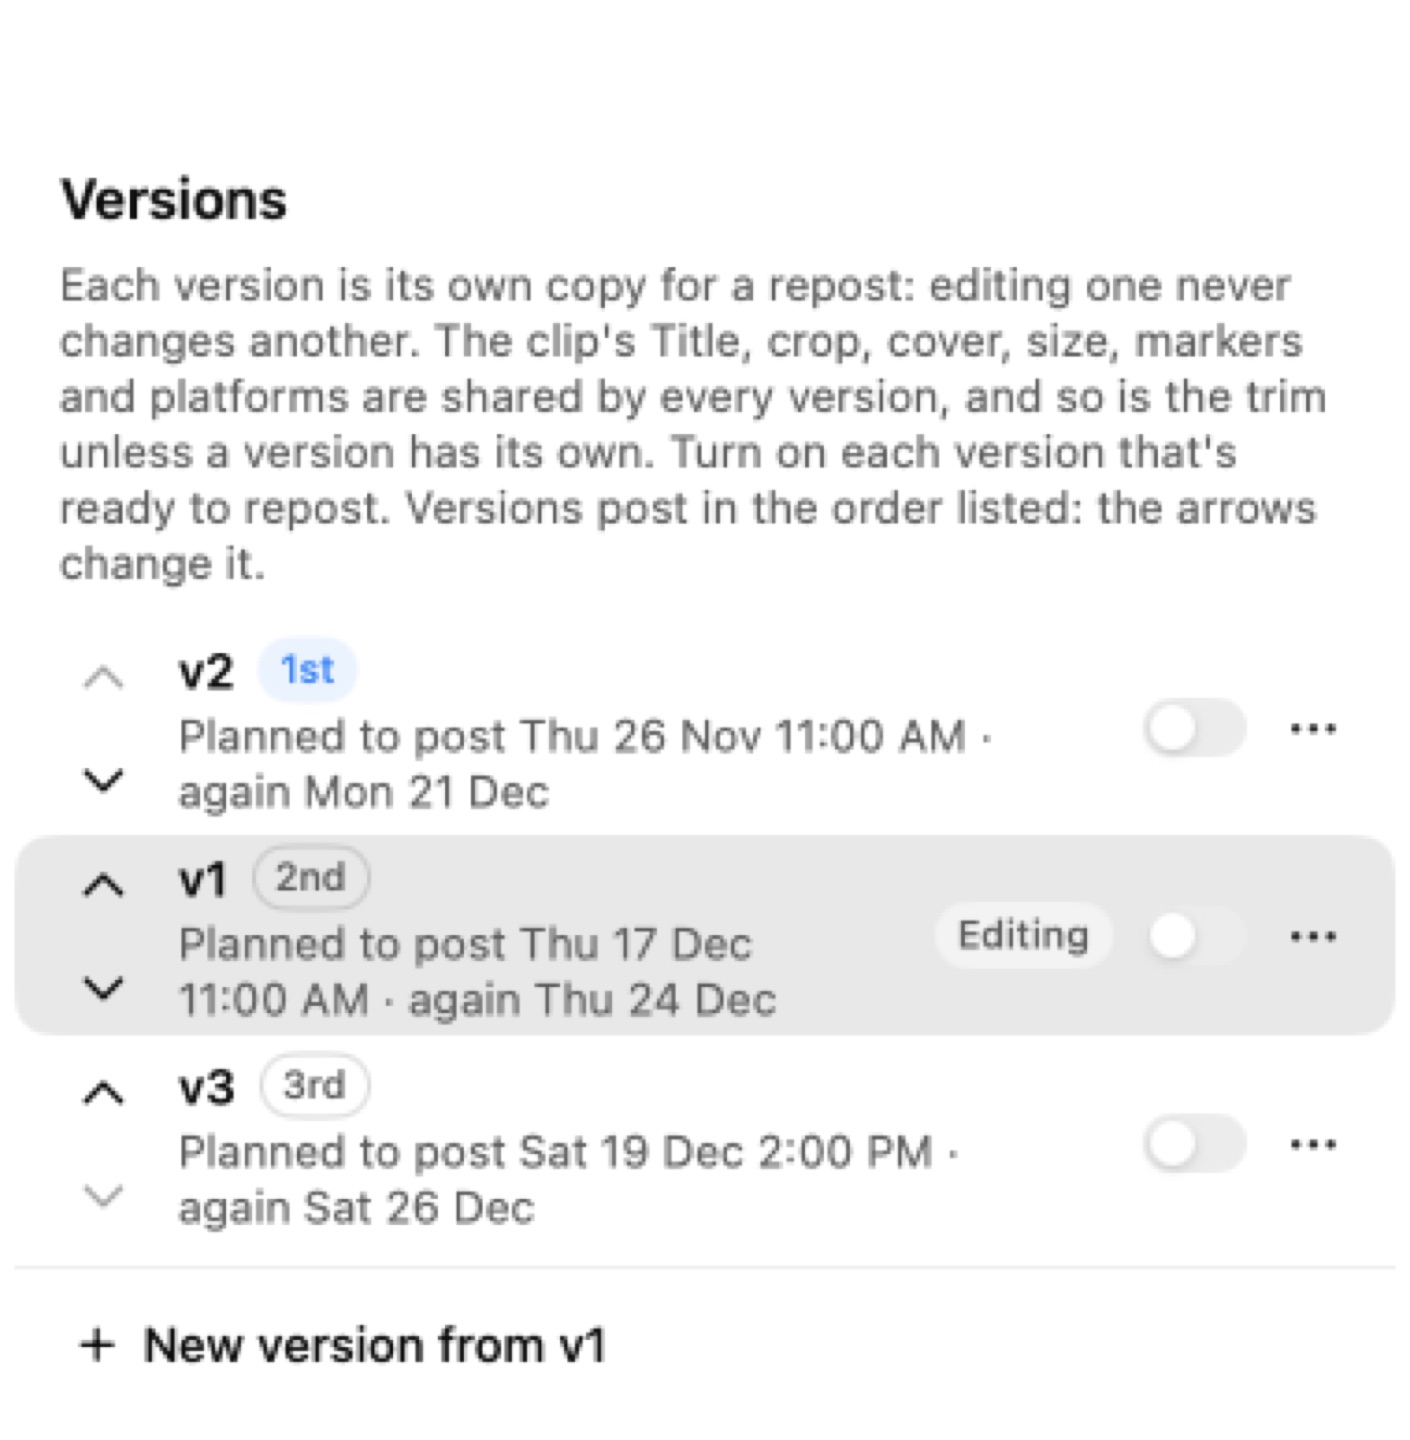 Versions
Each version is its own copy for a repost: editing one never
changes another. The clip's Title, crop, cover, size, markers
and platforms are shared by every version, and so is the trim
unless a version has its own. Turn on each version that's
ready to repost. Versions post in the order listed: the arrows
change it.
v2 1st
Planned to post Thu 26 Nov 11:00 AM ·
again Mon 21 Dec
v1 2nd
Planned to post Thu 17 Dec
11:00 AM · again Thu 24 Dec
Editing
v3 3rd
Planned to post Sat 19 Dec 2:00 PM ·
again Sat 26 Dec
+ New version from v1